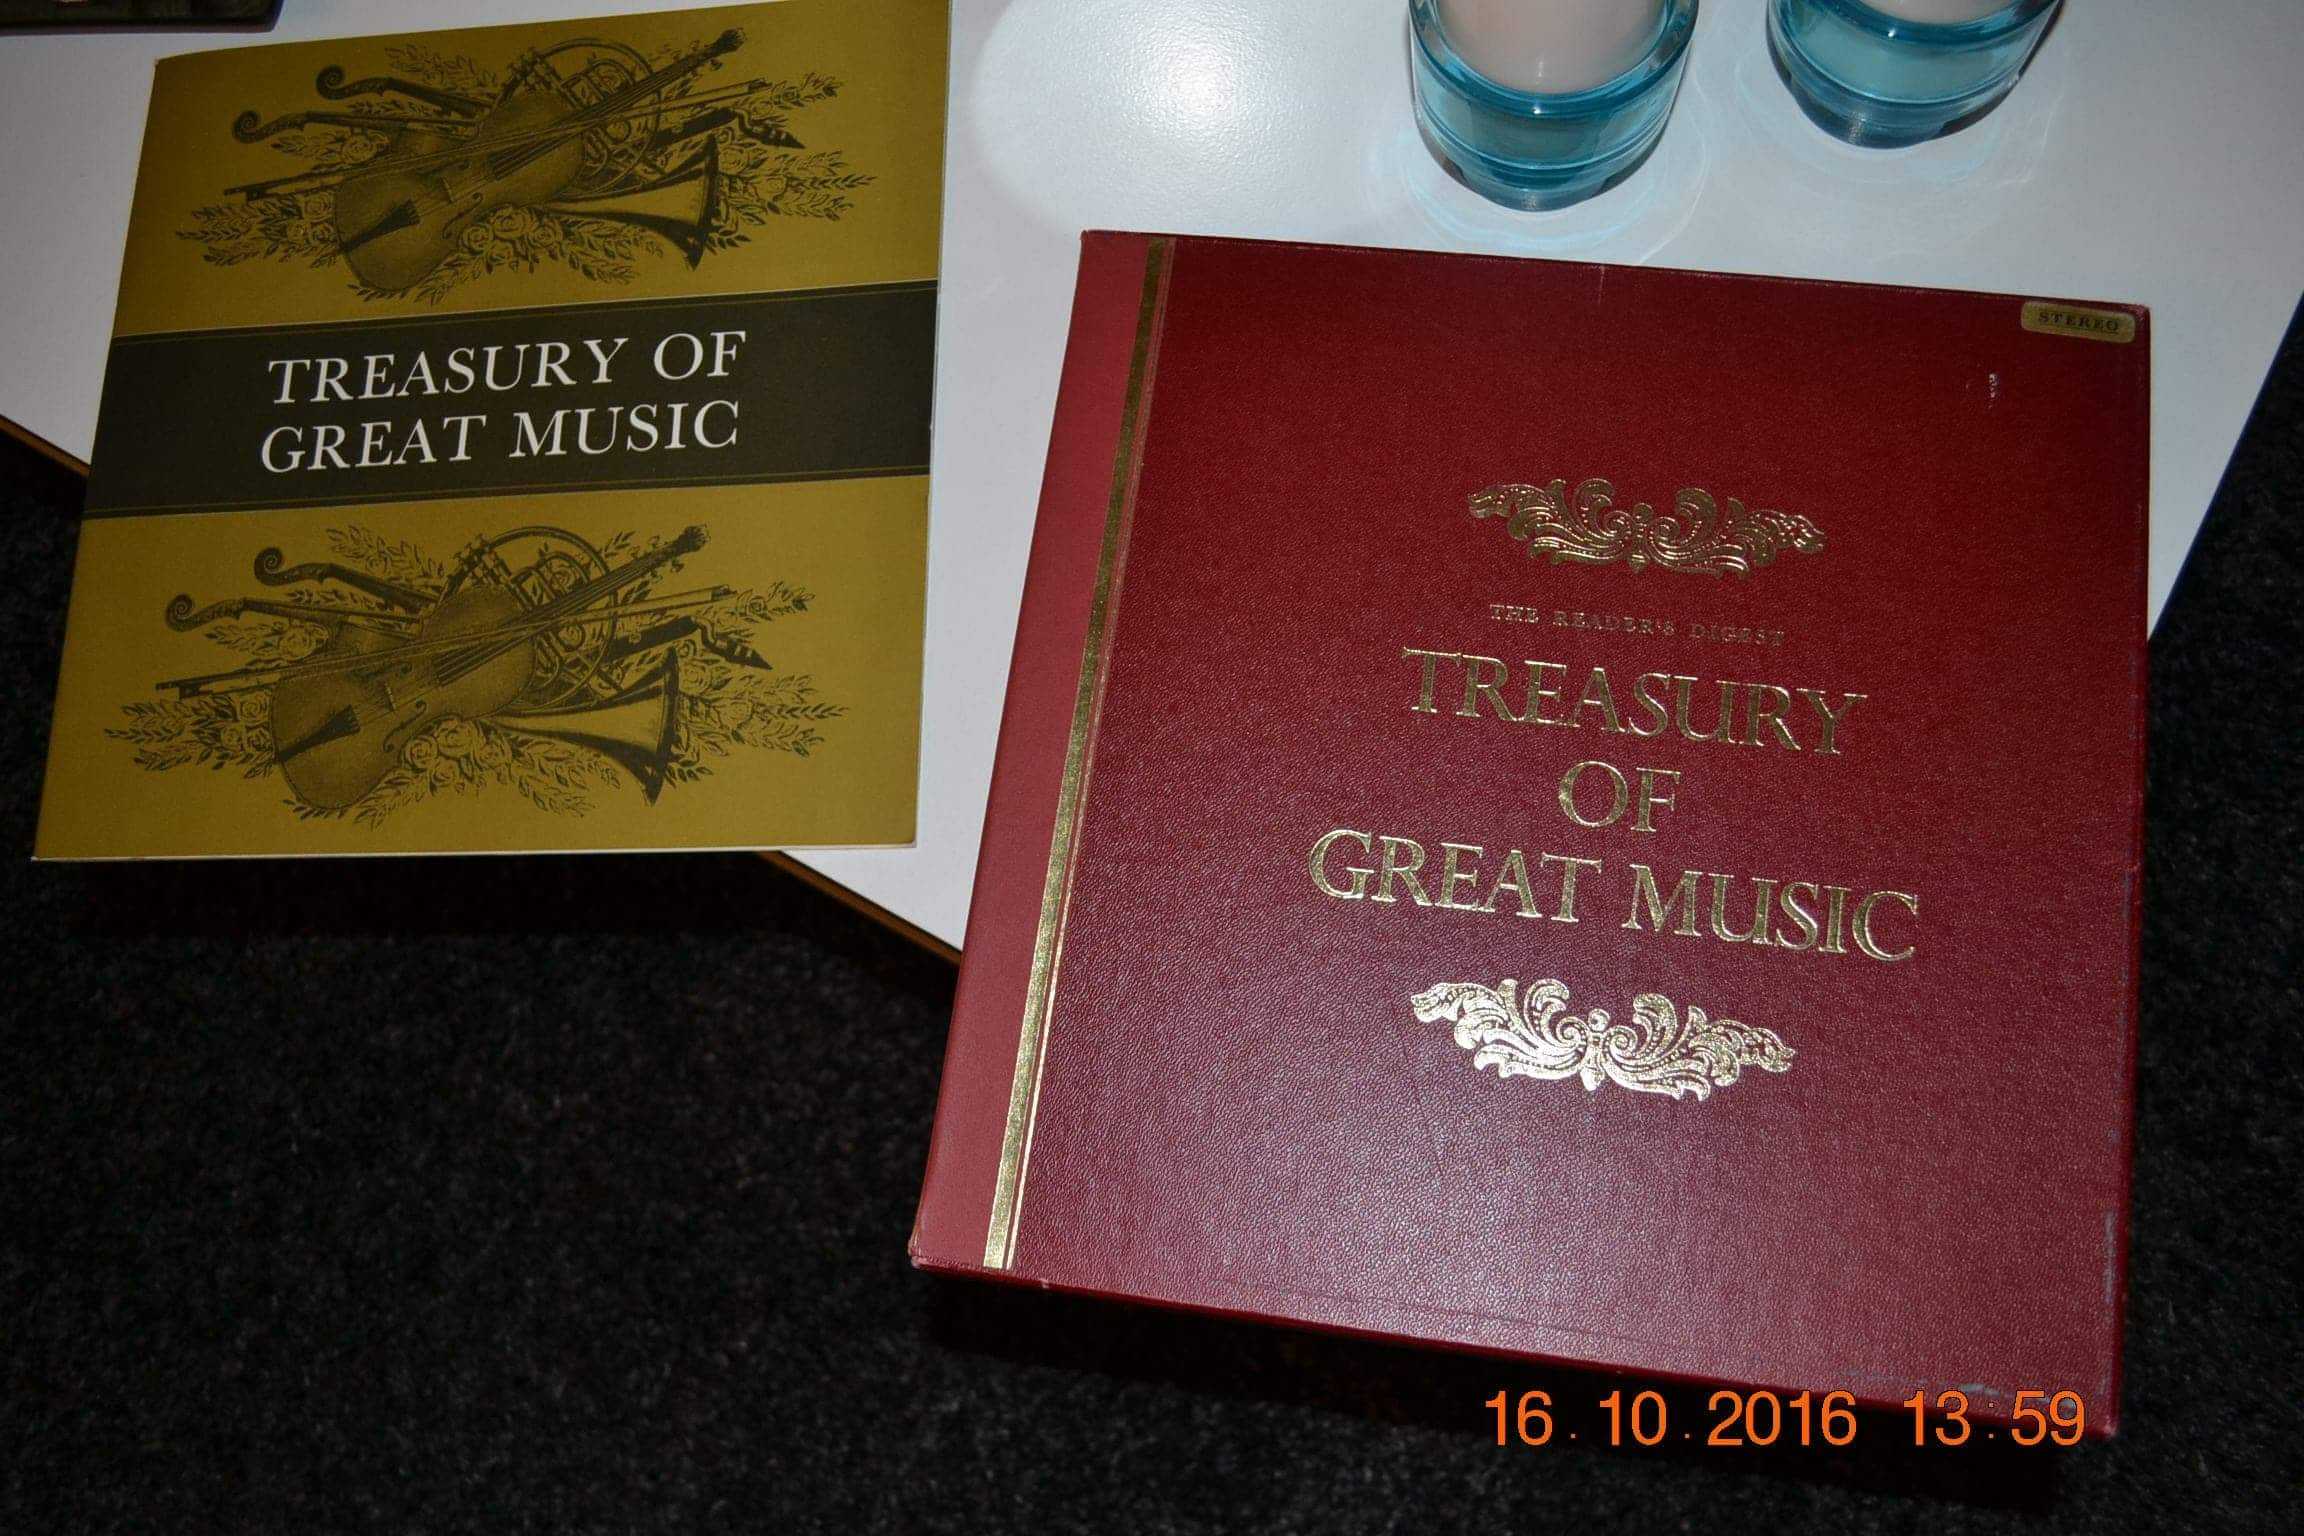 TREASURY OF
GREAT MUSIC
STEREO
THE READER'S DIGEST
TREASURY
OF
GREAT MUSIC
16.10.2016 13:59